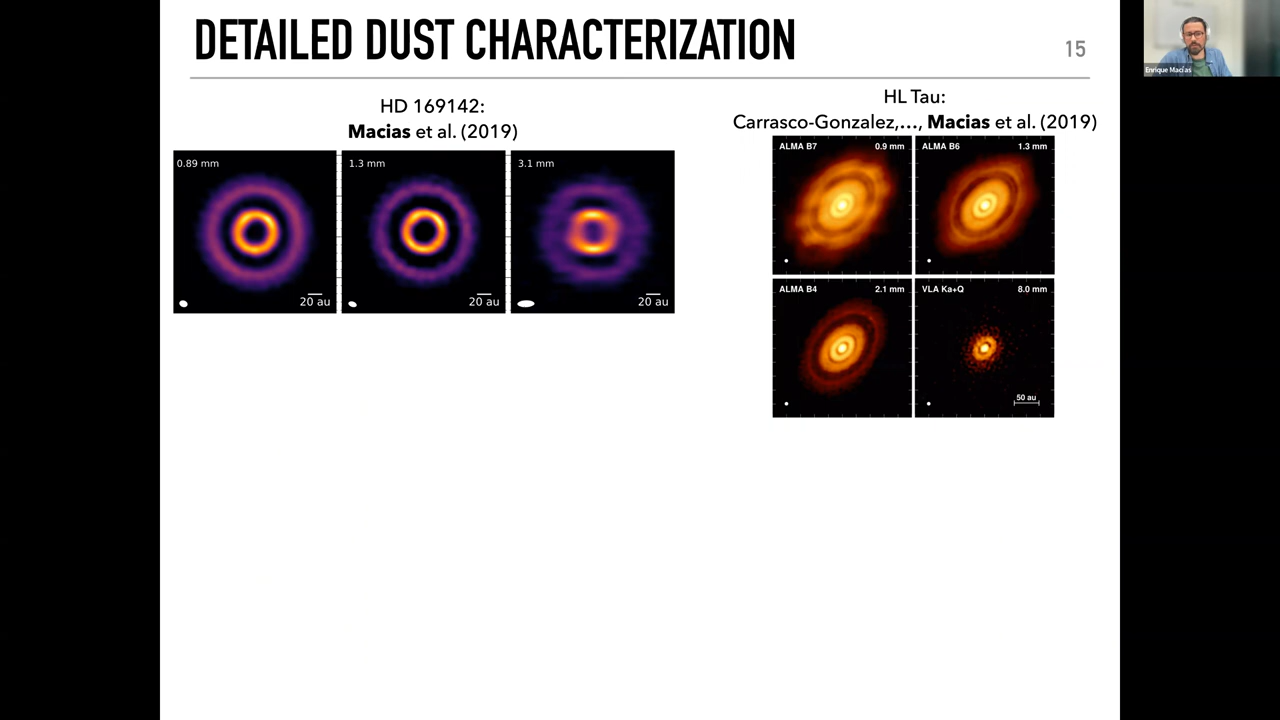 DETAILED DUST CHARACTERIZATION
15
Enrique Macías
HD 169142:
Macias et al. (2019)
0.89 mm
20 au
1.3 mm
20 au
3.1 mm
20 au
HL Tau:
Carrasco-Gonzalez,..., Macias et al. (2019)
ALMA B7 0.9 mm
ALMA B6 1.3 mm
ALMA B4 2.1 mm
VLA Ka+Q 8.0 mm
50 au